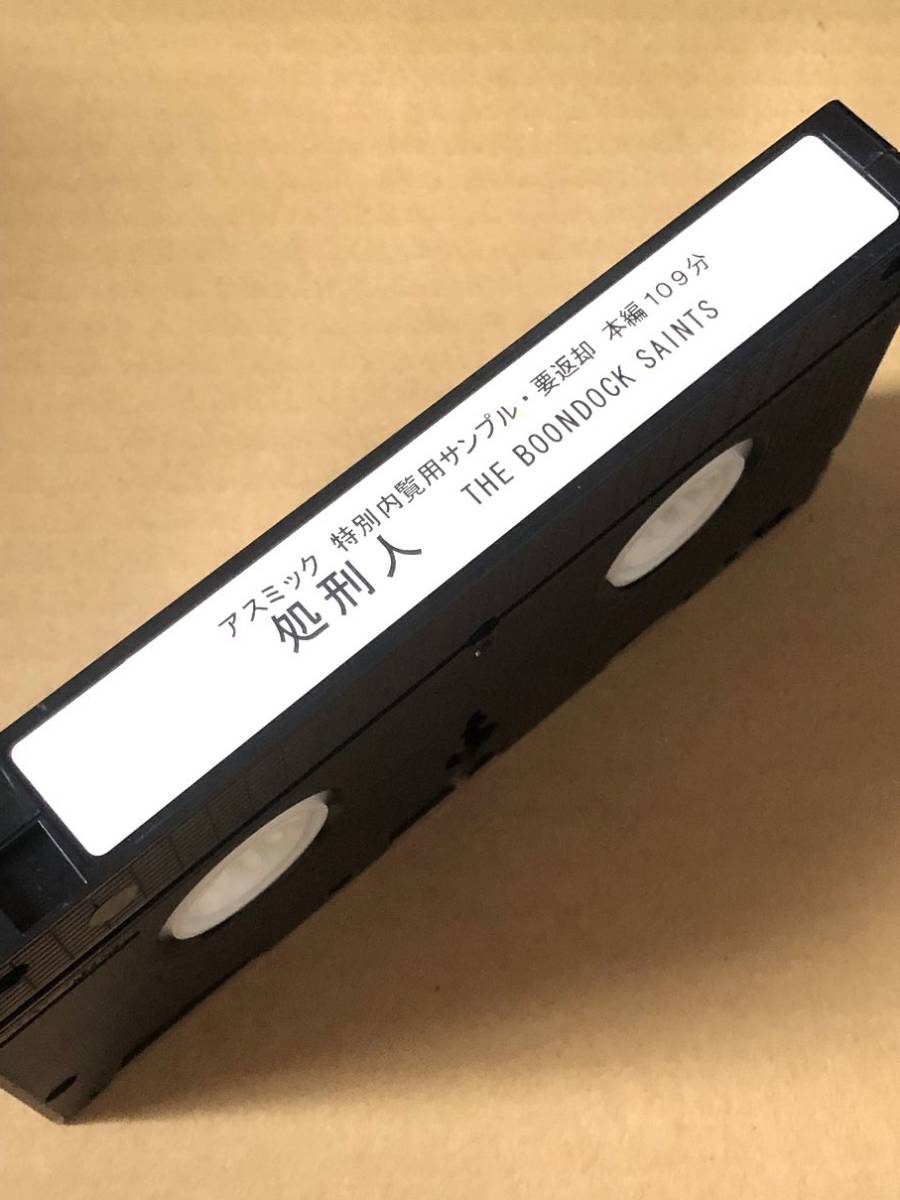 アスミック 特別内覧用サンプル・要返却 本編109分
処刑人 THE BOONDOCK SAINTS